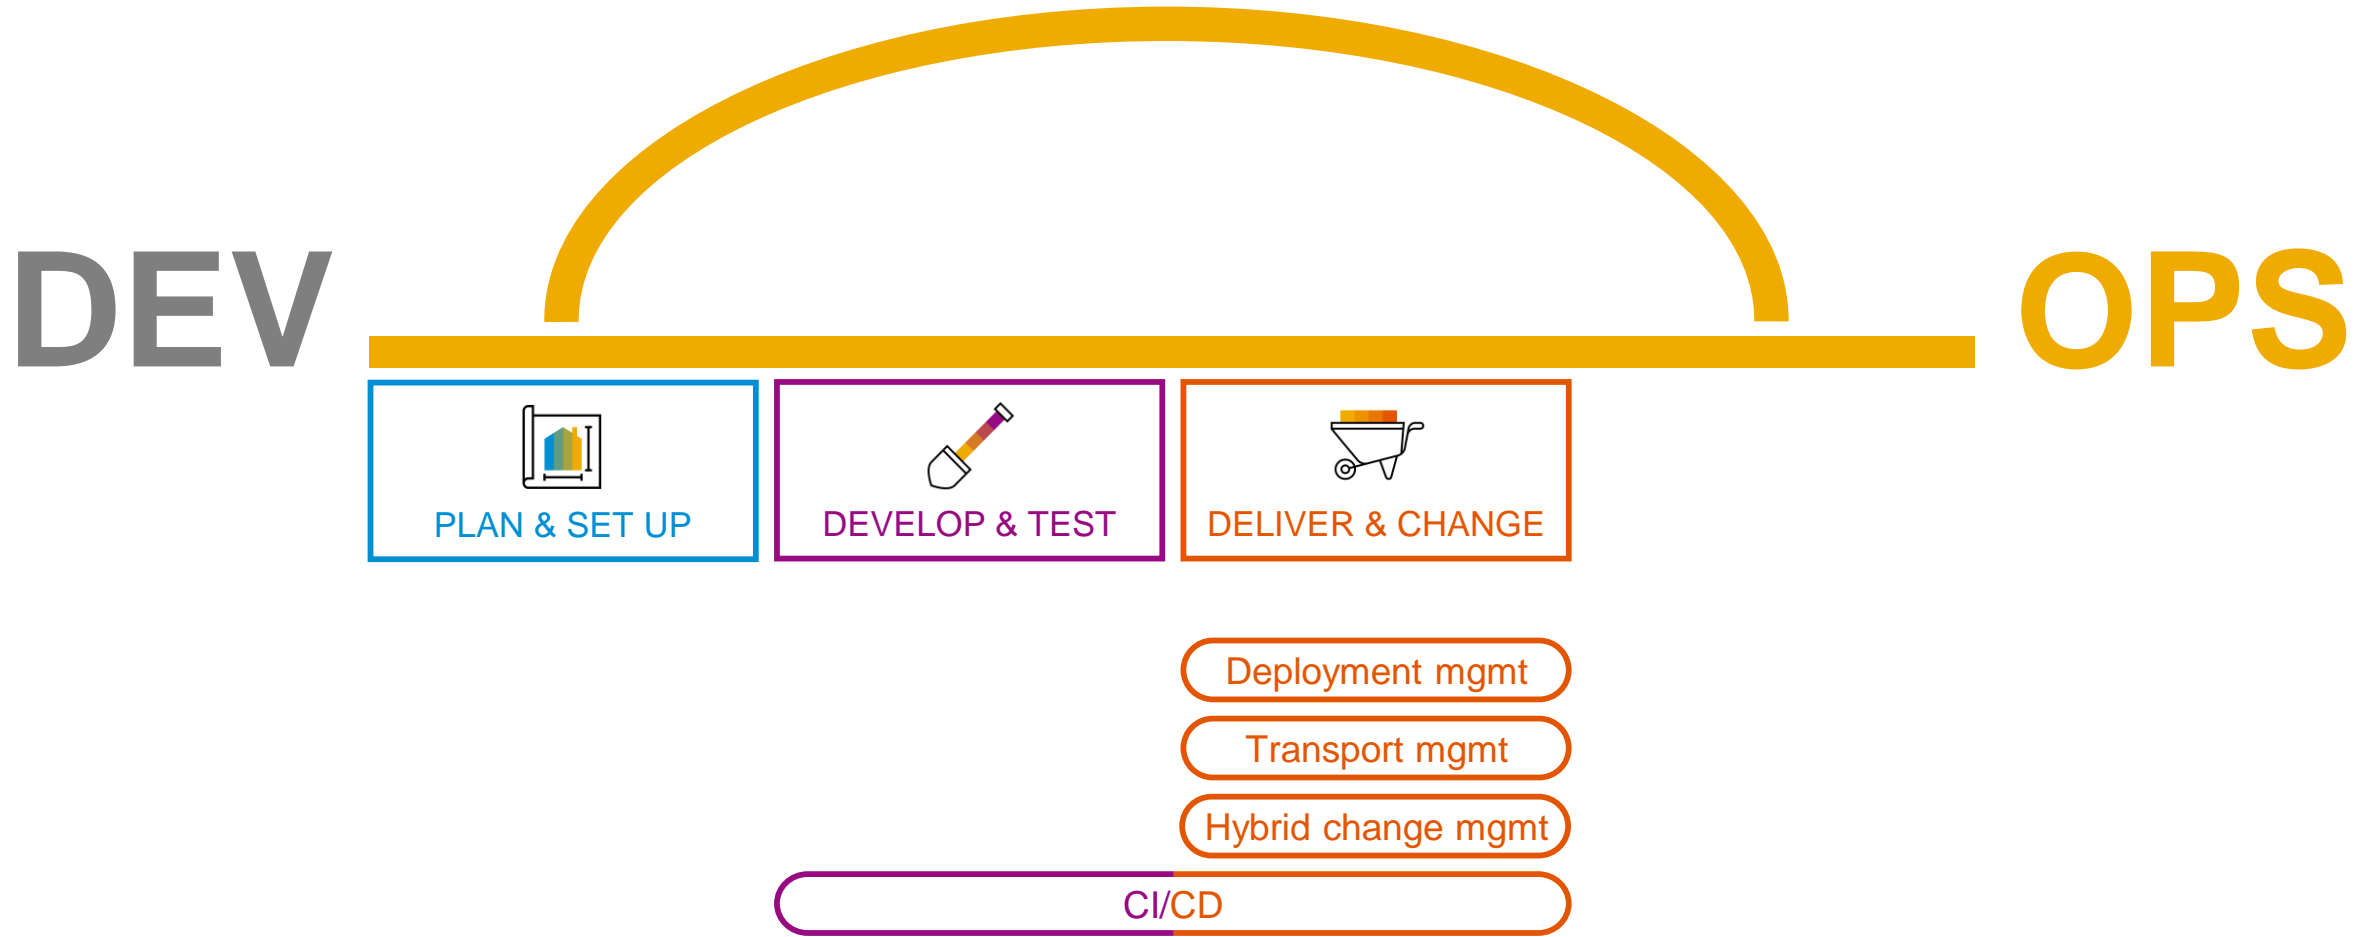 DEV
OPS
PLAN & SET UP
DEVELOP & TEST
DELIVER & CHANGE
Deployment mgmt
Transport mgmt
Hybrid change mgmt
CI/CD